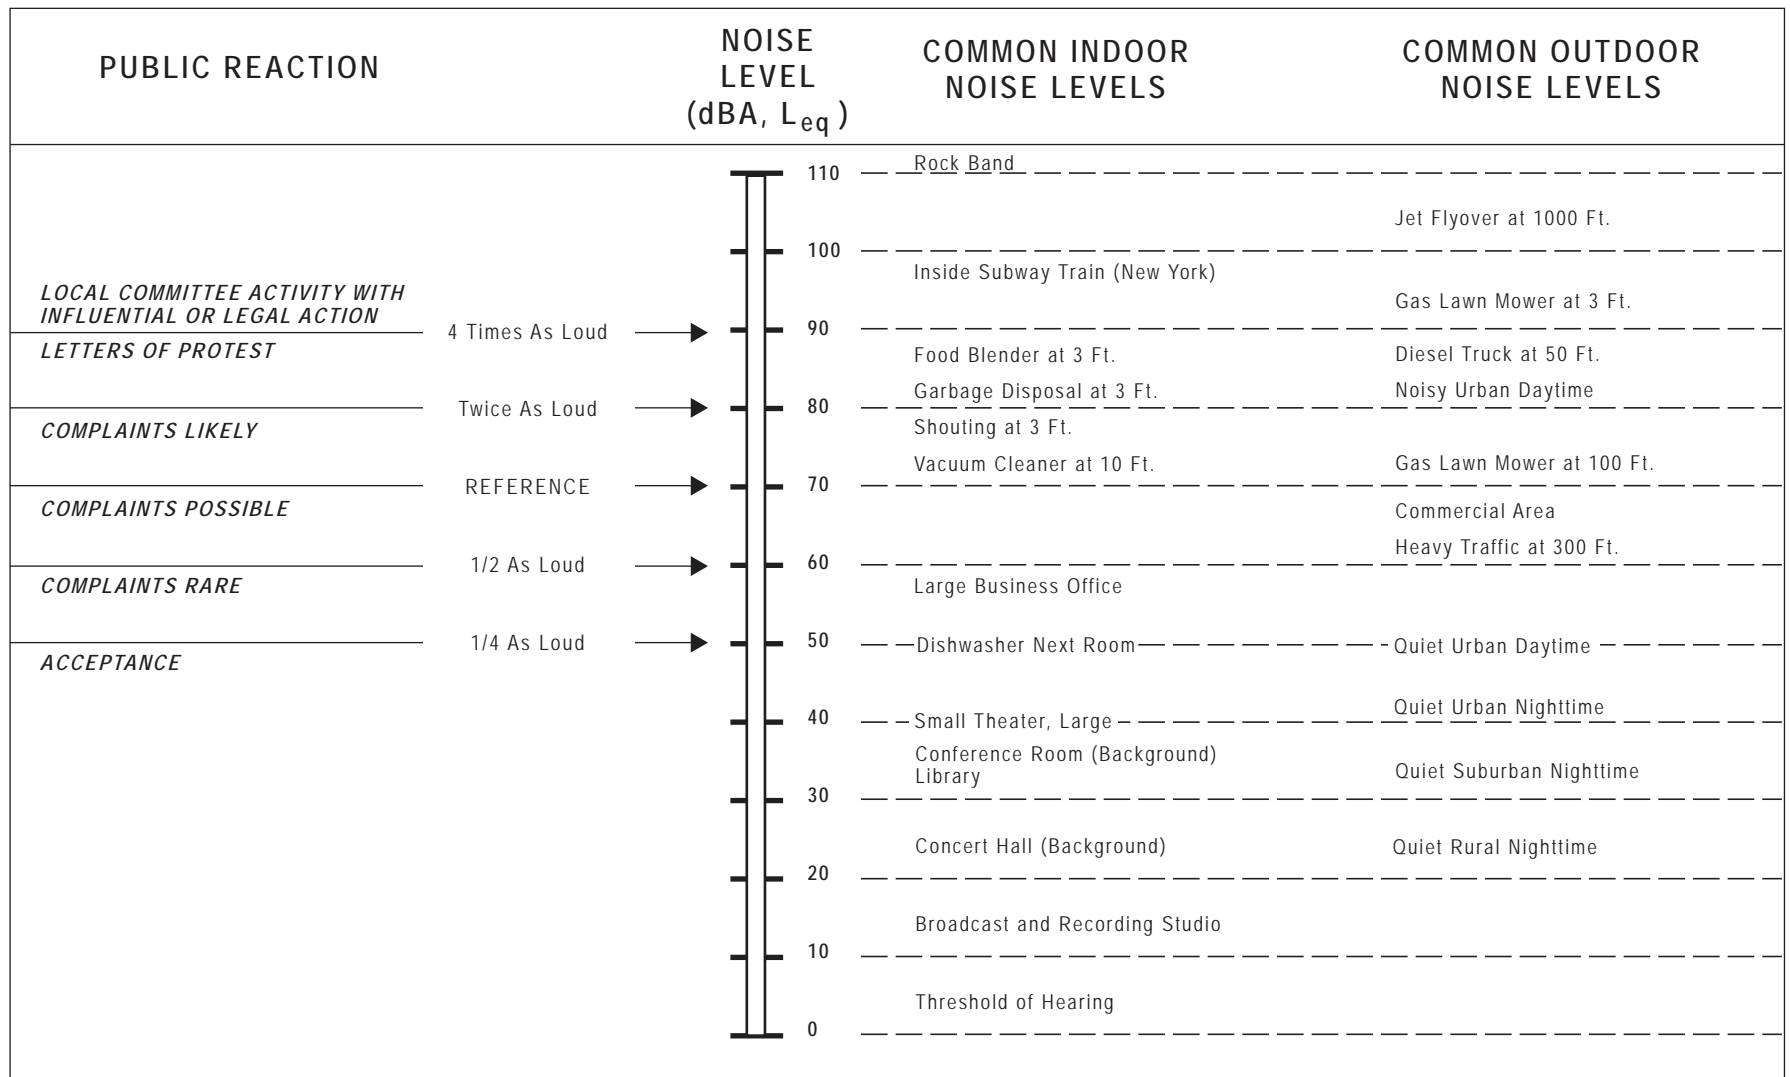 PUBLIC REACTION
NOISE
LEVEL
(dBA, Leq )
COMMON INDOOR
NOISE LEVELS
COMMON OUTDOOR
NOISE LEVELS
110
Rock Band
Jet Flyover at 1000 Ft.
100
Inside Subway Train (New York)
LOCAL COMMITTEE ACTIVITY WITH
INFLUENTIAL OR LEGAL ACTION
Gas Lawn Mower at 3 Ft.
4 Times As Loud
90
LETTERS OF PROTEST
Food Blender at 3 Ft.
Diesel Truck at 50 Ft.
Garbage Disposal at 3 Ft.
Noisy Urban Daytime
Twice As Loud
80
COMPLAINTS LIKELY
Shouting at 3 Ft.
Vacuum Cleaner at 10 Ft.
Gas Lawn Mower at 100 Ft.
REFERENCE
70
COMPLAINTS POSSIBLE
Commercial Area
Heavy Traffic at 300 Ft.
1/2 As Loud
60
COMPLAINTS RARE
Large Business Office
1/4 As Loud
50
Dishwasher Next Room
Quiet Urban Daytime
ACCEPTANCE
Quiet Urban Nighttime
40
Small Theater, Large
Conference Room (Background)
Library
Quiet Suburban Nighttime
30
Concert Hall (Background)
Quiet Rural Nighttime
20
Broadcast and Recording Studio
10
Threshold of Hearing
0